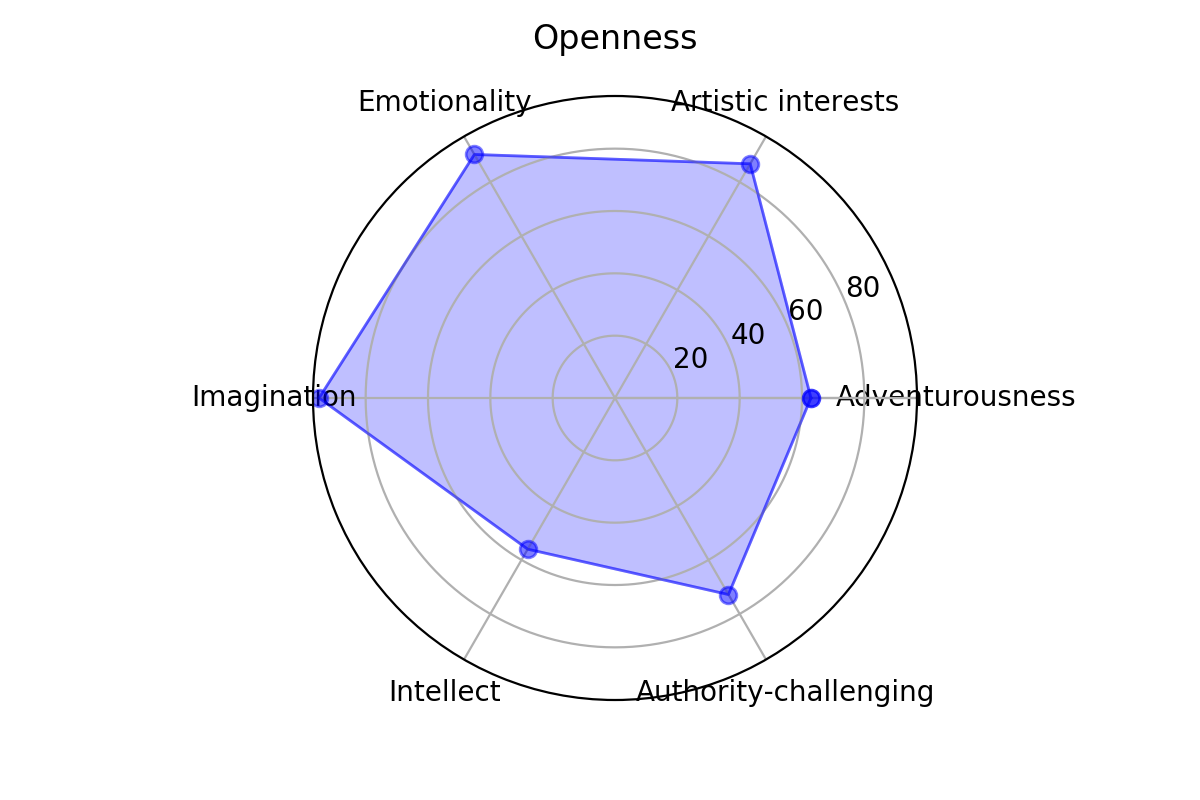 Openness
Emotionality
Artistic interests
80
60
40
20
Imagination
Adventurousness
Intellect
Authority-challenging